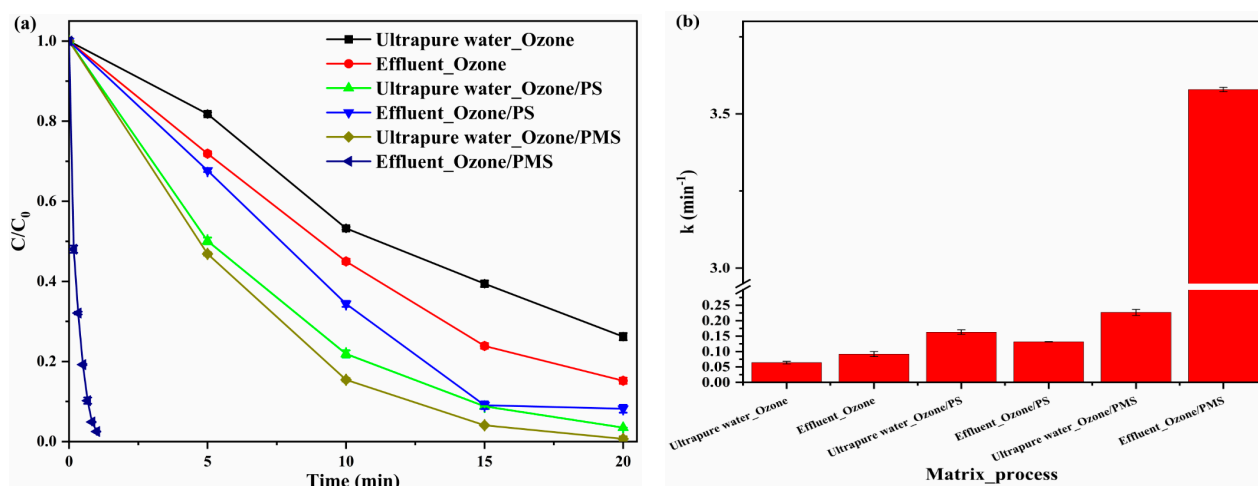 (a)
1.0
0.8
0.6
0.4
0.2
0.0
C/C0
Ultrapure water_Ozone
Effluent_Ozone
Ultrapure water_Ozone/PS
Effluent_Ozone/PS
Ultrapure water_Ozone/PMS
Effluent_Ozone/PMS
0
5
10
15
20
Time (min)
(b)
3.5
3.0
0.25
0.20
0.15
0.10
0.05
0.00
k (min-1)
Ultrapure water_Ozone
Effluent_Ozone
Ultrapure water_Ozone/PS
Effluent_Ozone/PS
Ultrapure water_Ozone/PMS
Effluent_Ozone/PMS
Matrix_process